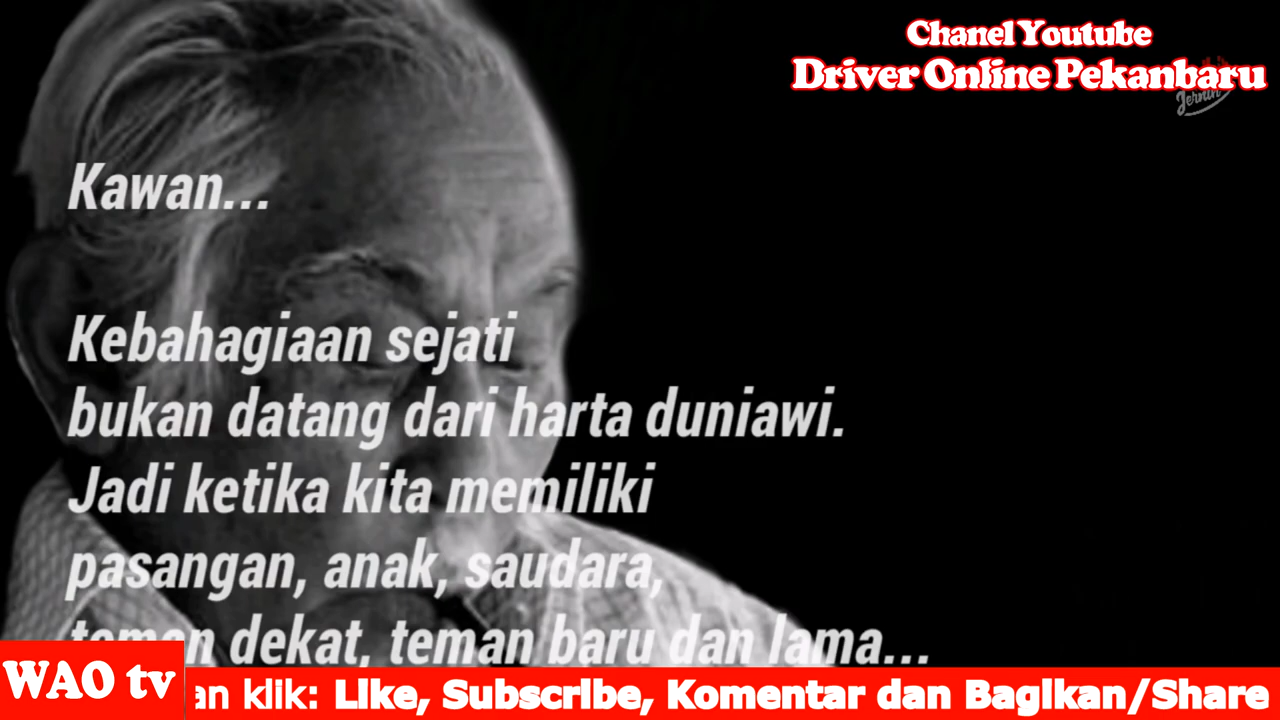 Chanel Youtube
Driver Online Pekanbaru
Jernih
Kawan...
Kebahagiaan sejati
bukan datang dari harta duniawi.
Jadi ketika kita memiliki
pasangan, anak, saudara,
teman dekat, teman baru dan lama...
WAO tv
an klik: Like, Subscribe, Komentar dan Bagikan/Share